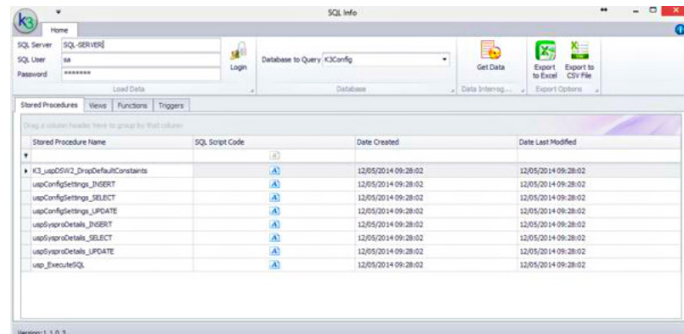 SQL Info
k3
Home
SQL Server SQL-SERVER
SQL User sa
Password *******
Login
Load Data
Database to Query K3Config
Database
Get Data
Data Interrog...
Export to Excel
Export to CSV File
Export Options
Stored Procedures Views Functions Triggers
Drag a column header here to group by that column
Stored Procedure Name SQL Script Code Date Created Date Last Modified
K3_uspDSW2_DropDefaultConstaints A 12/05/2014 09:28:02 12/05/2014 09:28:02
uspConfigSettings_INSERT A 12/05/2014 09:28:02 12/05/2014 09:28:02
uspConfigSettings_SELECT A 12/05/2014 09:28:02 12/05/2014 09:28:02
uspConfigSettings_UPDATE A 12/05/2014 09:28:02 12/05/2014 09:28:02
uspSysproDetails_INSERT A 12/05/2014 09:28:02 12/05/2014 09:28:02
uspSysproDetails_SELECT A 12/05/2014 09:28:02 12/05/2014 09:28:02
uspSysproDetails_UPDATE A 12/05/2014 09:28:02 12/05/2014 09:28:02
usp_ExecuteSQL A 12/05/2014 09:28:02 12/05/2014 09:28:02
Version: 1.1.0.3